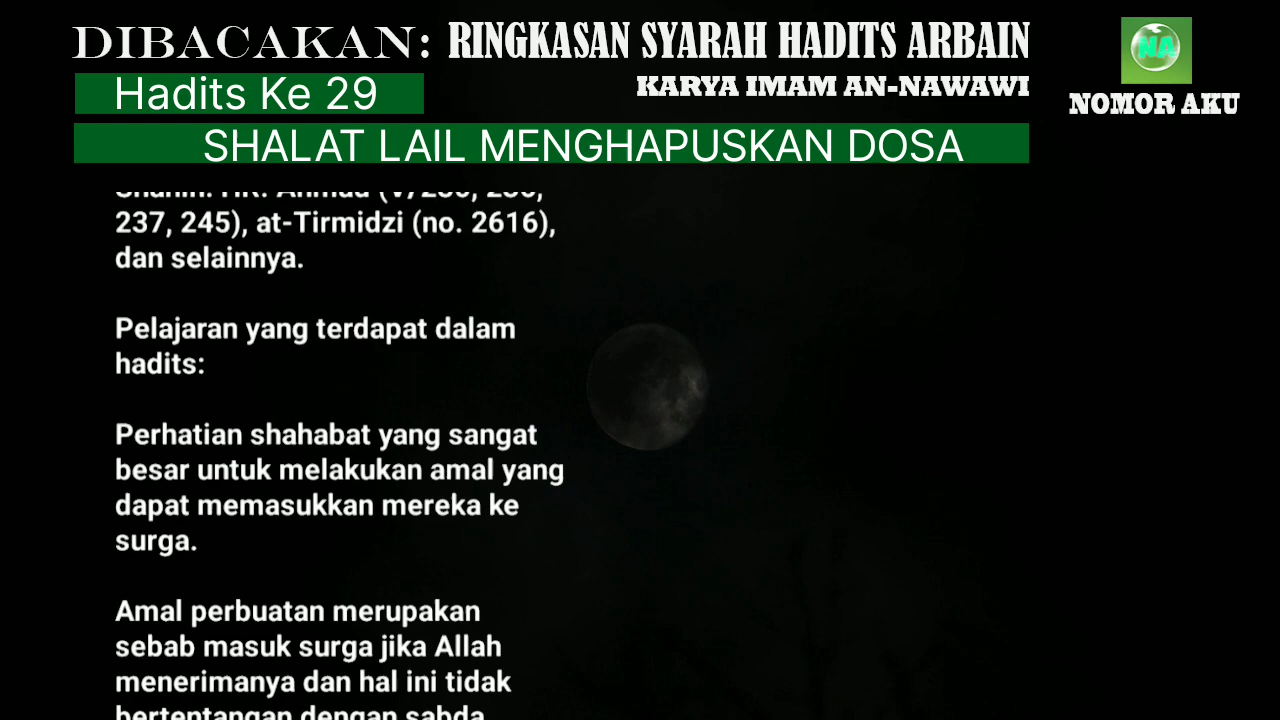 DIBACAKAN: RINGKASAN SYARAH HADITS ARBAIN
KARYA IMAM AN-NAWAWI
Hadits Ke 29
SHALAT LAIL MENGHAPUSKAN DOSA
NA
NOMOR AKU
237, 245), at-Tirmidzi (no. 2616),
dan selainnya.
Pelajaran yang terdapat dalam
hadits:
Perhatian shahabat yang sangat
besar untuk melakukan amal yang
dapat memasukkan mereka ke
surga.
Amal perbuatan merupakan
sebab masuk surga jika Allah
menerimanya dan hal ini tidak
bertentangan dengan sabda